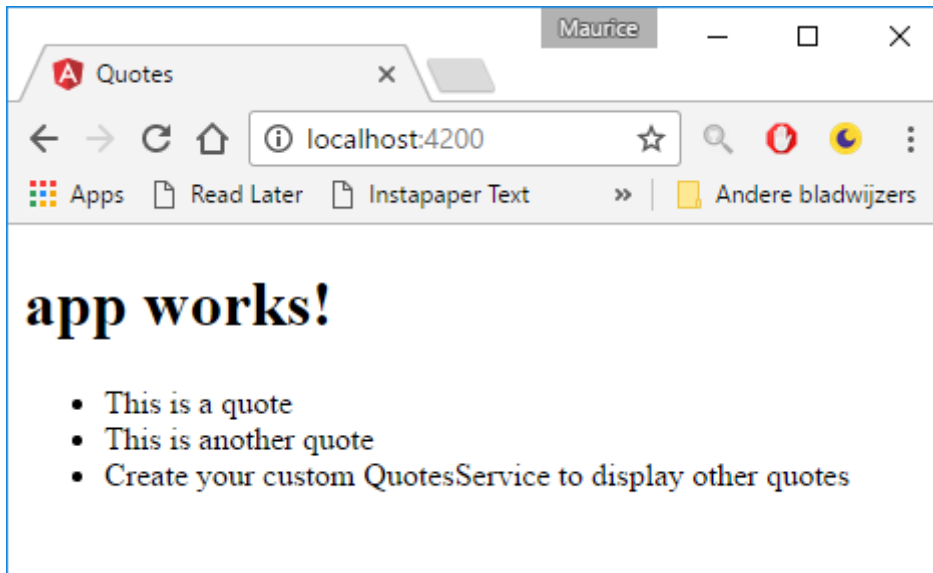 Maurice
Quotes
localhost:4200
Apps Read Later Instapaper Text » Andere bladwijzers
app works!
• This is a quote
• This is another quote
• Create your custom QuotesService to display other quotes